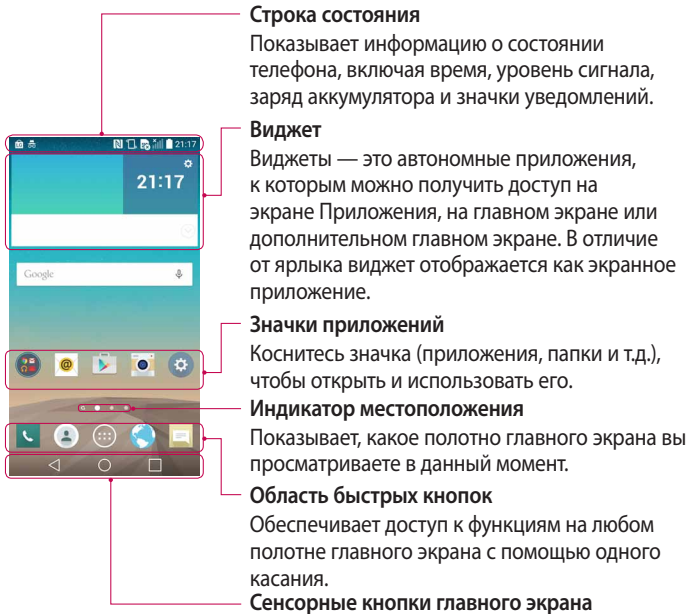 Строка состояния
Показывает информацию о состоянии
телефона, включая время, уровень сигнала,
заряд аккумулятора и значки уведомлений.
21:17
Виджет
Виджеты — это автономные приложения,
к которым можно получить доступ на
экране Приложения, на главном экране или
дополнительном главном экране. В отличие
от ярлыка виджет отображается как экранное
приложение.
21:17
Google
Значки приложений
Коснитесь значка (приложения, папки и т.д.),
чтобы открыть и использовать его.
Индикатор местоположения
Показывает, какое полотно главного экрана вы
просматриваете в данный момент.
Область быстрых кнопок
Обеспечивает доступ к функциям на любом
полотне главного экрана с помощью одного
касания.
Сенсорные кнопки главного экрана